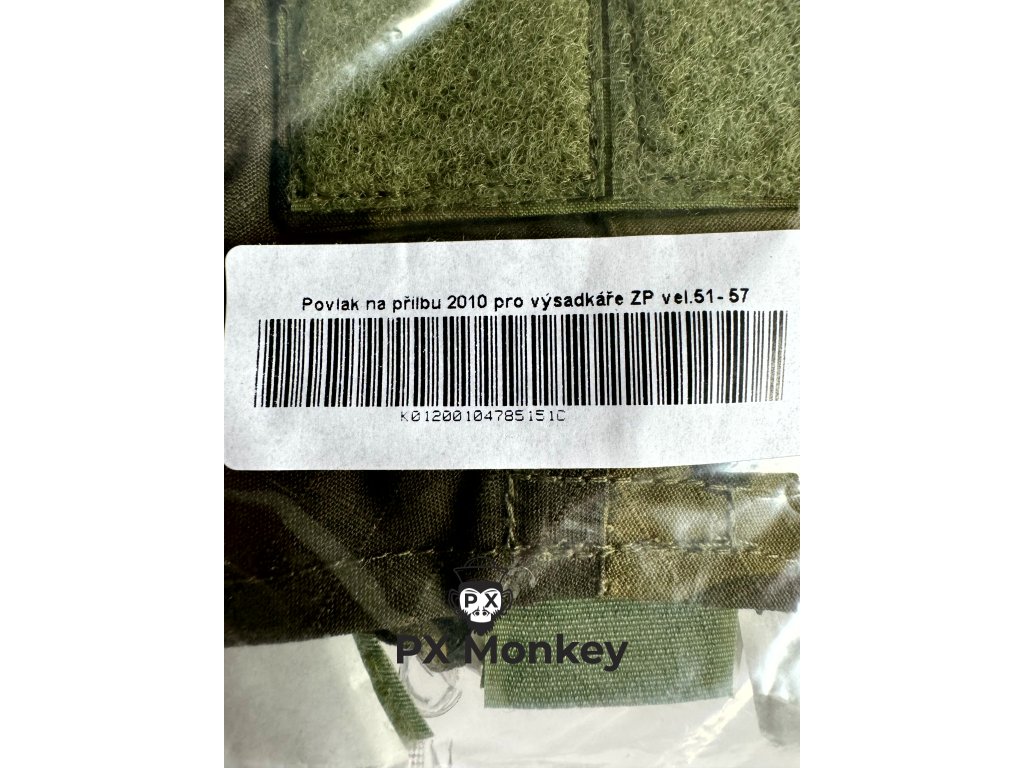 Povlak na přilbu 2010 pro výsadkáře ZP vel.51- 57
K01200104785151C
PX
PX Monkey